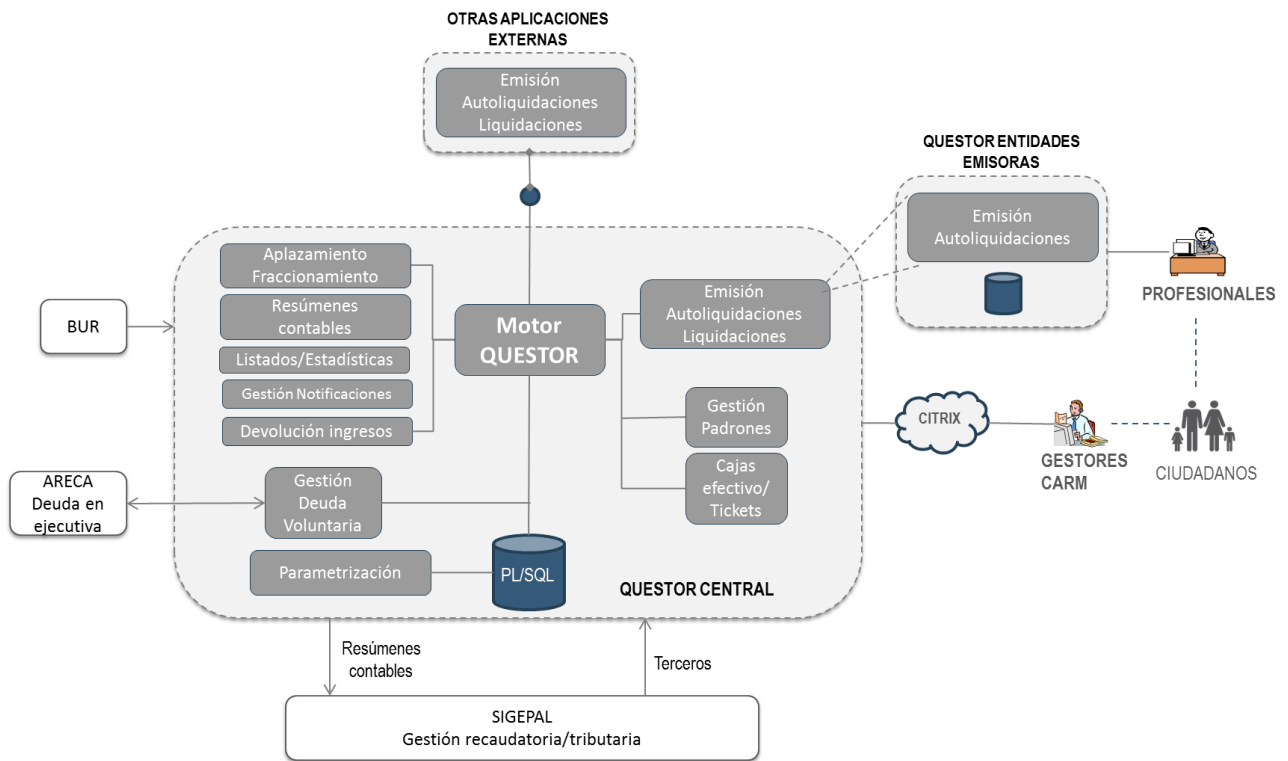 OTRAS APLICACIONES
EXTERNAS
Emisión
Autoliquidaciones
Liquidaciones
QUESTOR ENTIDADES
EMISORAS
Emisión
Autoliquidaciones
PROFESIONALES
Aplazamiento
Fraccionamiento
Resúmenes
contables
Listados/Estadísticas
Gestión Notificaciones
Devolución ingresos
BUR
Motor
QUESTOR
Emisión
Autoliquidaciones
Liquidaciones
Gestión
Padrones
Cajas
efectivo/
Tickets
CITRIX
GESTORES
CARM
CIUDADANOS
ARECA
Deuda en
ejecutiva
Gestión
Deuda
Voluntaria
Parametrización
PL/SQL
QUESTOR CENTRAL
Resúmenes
contables
Terceros
SIGEPAL
Gestión recaudatoria/tributaria